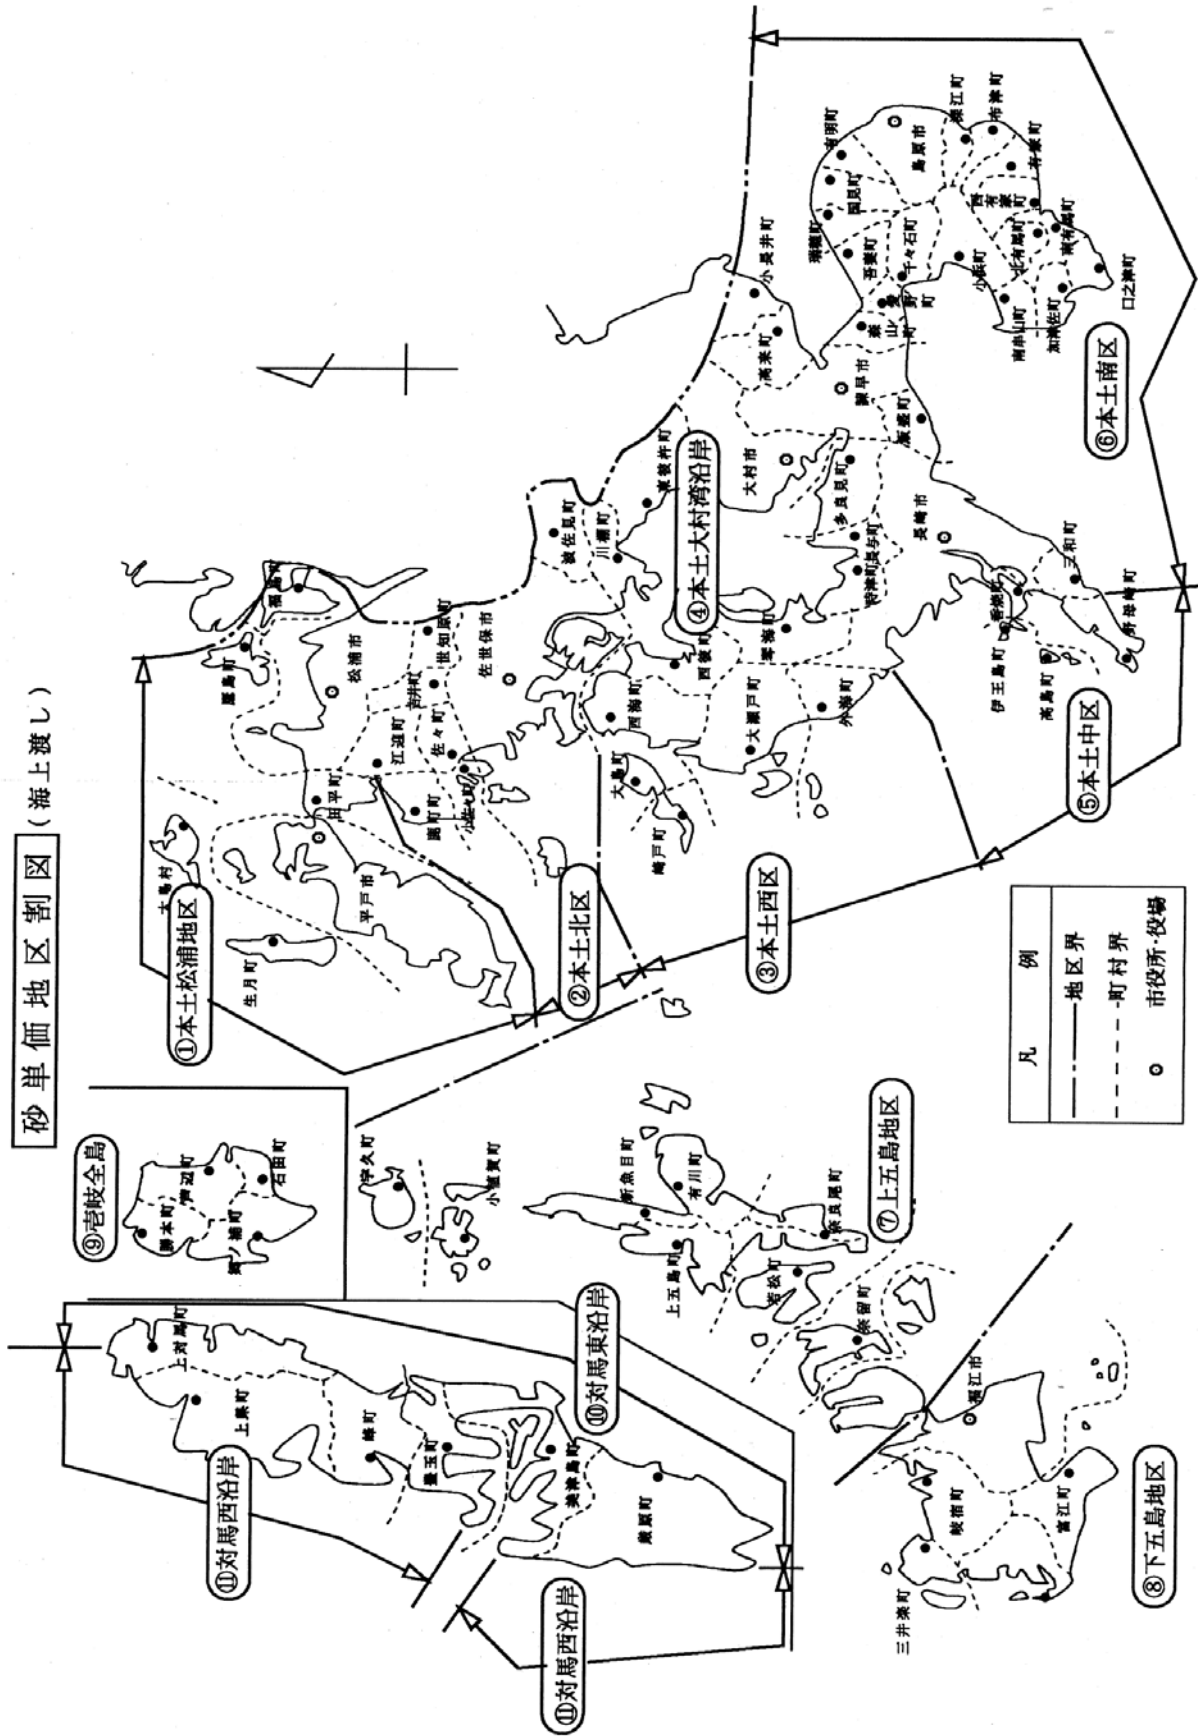 砂単価地区割図(海上渡し)
⑪対馬西沿岸
⑪対馬西沿岸
⑩対馬東沿岸
上対馬町
上県町
峰町
豊玉町
美津島町
厳原町
⑨壱岐全島
勝本町
芦辺町
郷ノ浦町
石田町
宇久町
小値賀町
新魚目町
有川町
上五島町
若松町
奈良尾町
奈留町
⑦上五島地区
福江市
岐宿町
三井楽町
富江町
⑧下五島地区
①本土松浦地区
大島村
生月町
平戸市
田平町
鷹島町
福島町
松浦市
江迎町
鹿町町
小佐々町
佐々町
吉井町
世知原町
佐世保市
②本土北区
波佐見町
川棚町
東彼杵町
④本土大村湾沿岸
大村市
西彼町
西海町
大島町
崎戸町
大瀬戸町
琴海町
外海町
③本土西区
時津町
長与町
多良見町
長崎市
伊王島町
香焼町
高島町
三和町
野母崎町
⑤本土中区
小長井町
高来町
諫早市
飯盛町
森山町
愛野町
吾妻町
千々石町
瑞穂町
国見町
有明町
島原市
深江町
布津町
有家町
西有家町
北有馬町
南有馬町
小浜町
南串山町
加津佐町
口之津町
⑥本土南区
凡例
地区界
町村界
市役所・役場